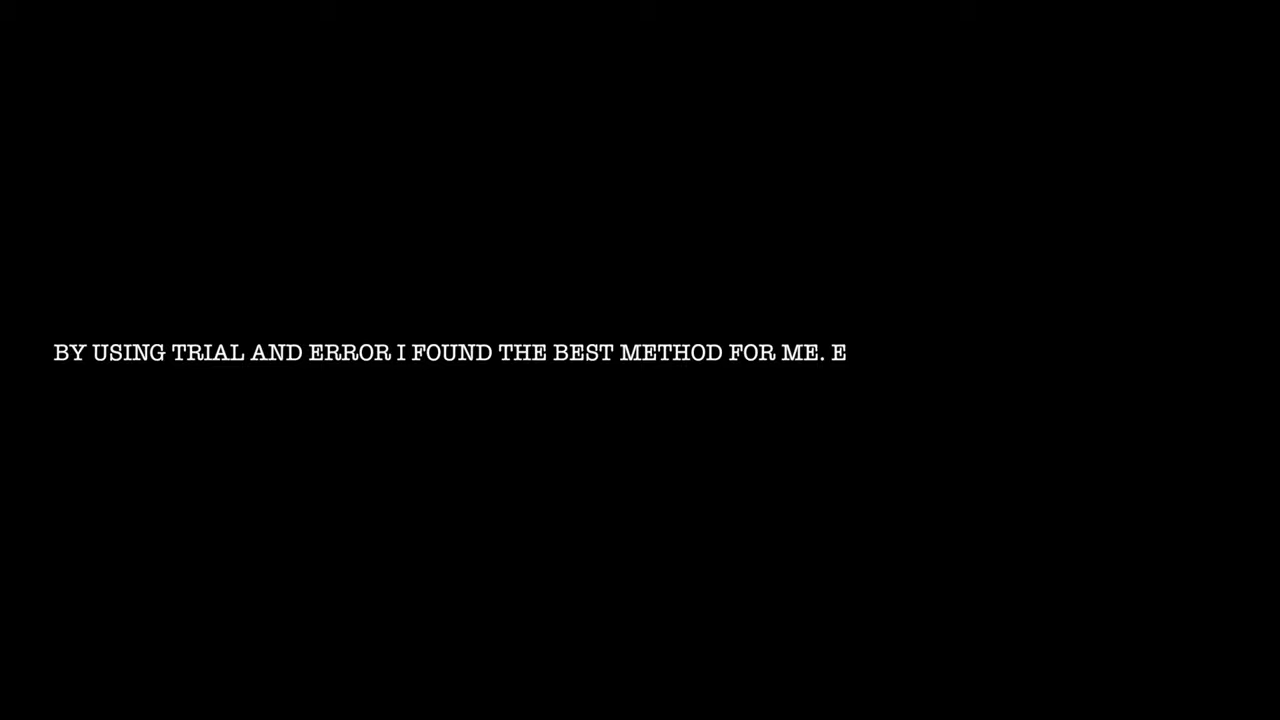 BY USING TRIAL AND ERROR I FOUND THE BEST METHOD FOR ME. E